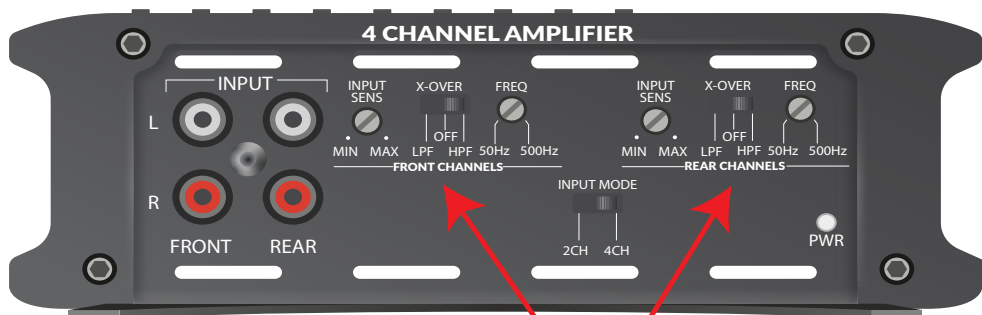 4 CHANNEL AMPLIFIER
INPUT
L
R
FRONT REAR
INPUT
SENS
MIN MAX
X-OVER
OFF
LPF HPF
FREQ
50Hz 500Hz
FRONT CHANNELS
INPUT
SENS
MIN MAX
X-OVER
OFF
LPF HPF
FREQ
50Hz 500Hz
REAR CHANNELS
INPUT MODE
2CH 4CH
PWR